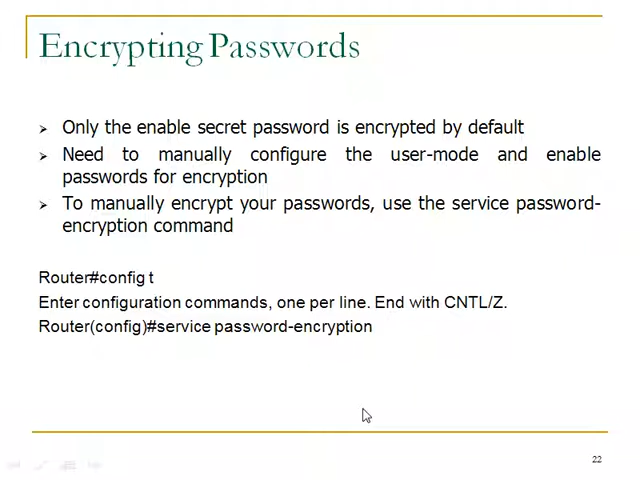 Encrypting Passwords
➢ Only the enable secret password is encrypted by default
➢ Need to manually configure the user-mode and enable
passwords for encryption
➢ To manually encrypt your passwords, use the service password-
encryption command
Router#config t
Enter configuration commands, one per line. End with CNTL/Z.
Router(config)#service password-encryption
22